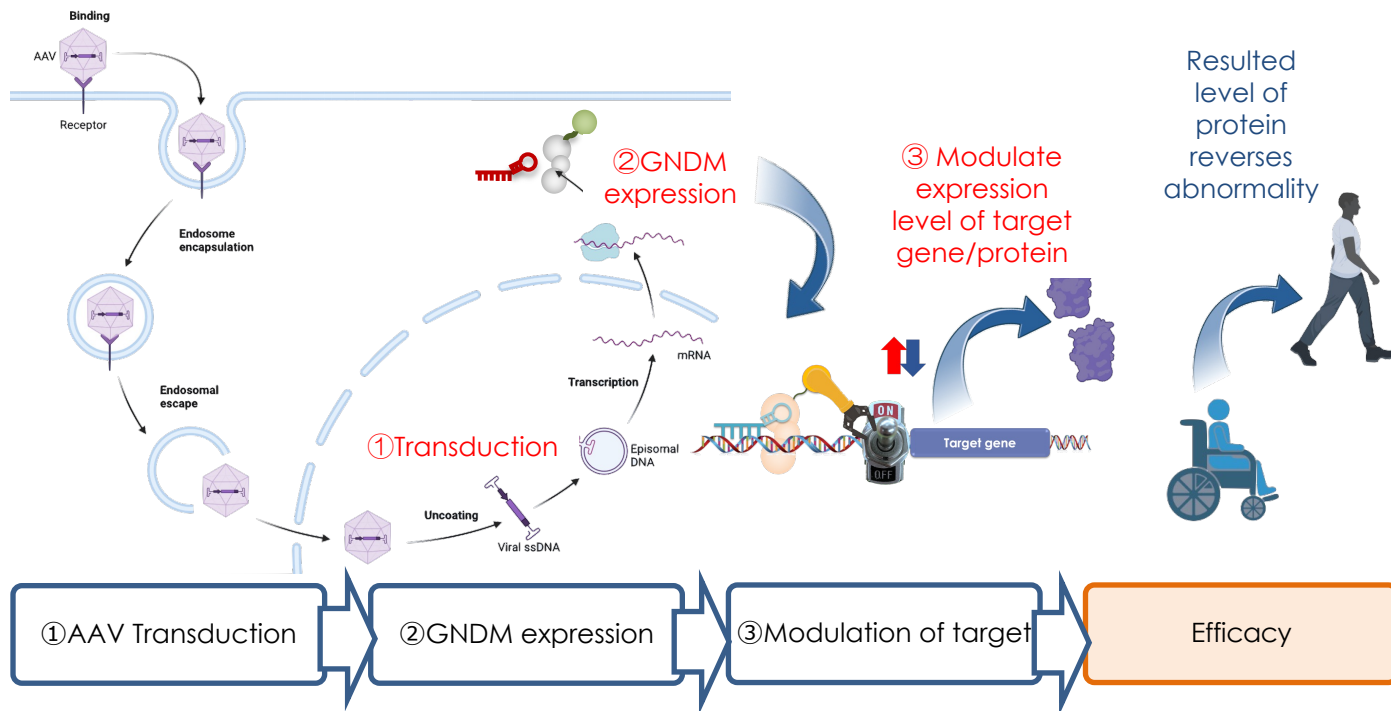 Binding
AAV
Receptor
Endosome
encapsulation
Endosomal
escape
Uncoating
Viral ssDNA
①Transduction
Episomal
DNA
Transcription
mRNA
②GNDM
expression
③ Modulate
expression
level of target
gene/protein
ON
OFF
Target gene
Resulted
level of
protein
reverses
abnormality
①AAV Transduction
②GNDM expression
③Modulation of target
Efficacy